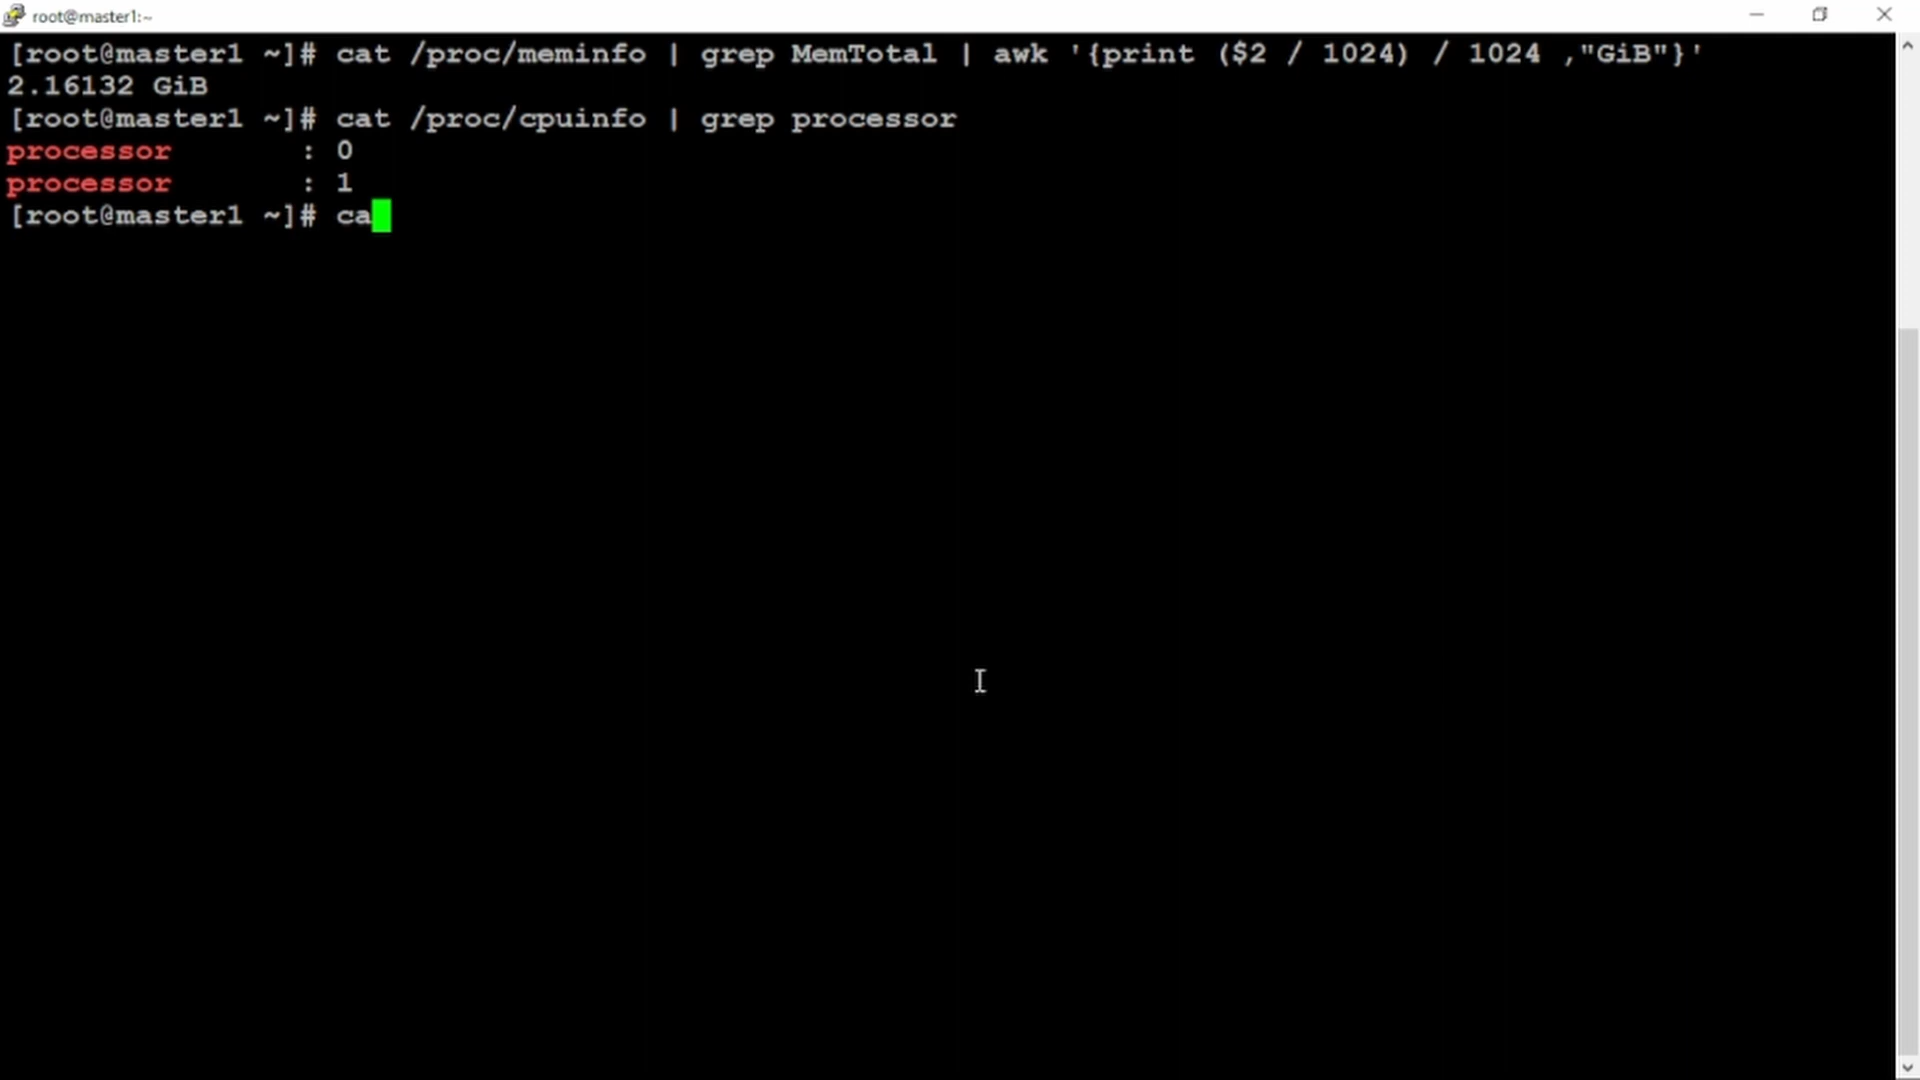 root@master1:~
[root@master1 ~]# cat /proc/meminfo | grep MemTotal | awk '{print ($2 / 1024) / 1024 ,"GiB"}'
2.16132 GiB
[root@master1 ~]# cat /proc/cpuinfo | grep processor
processor       : 0
processor       : 1
[root@master1 ~]# ca